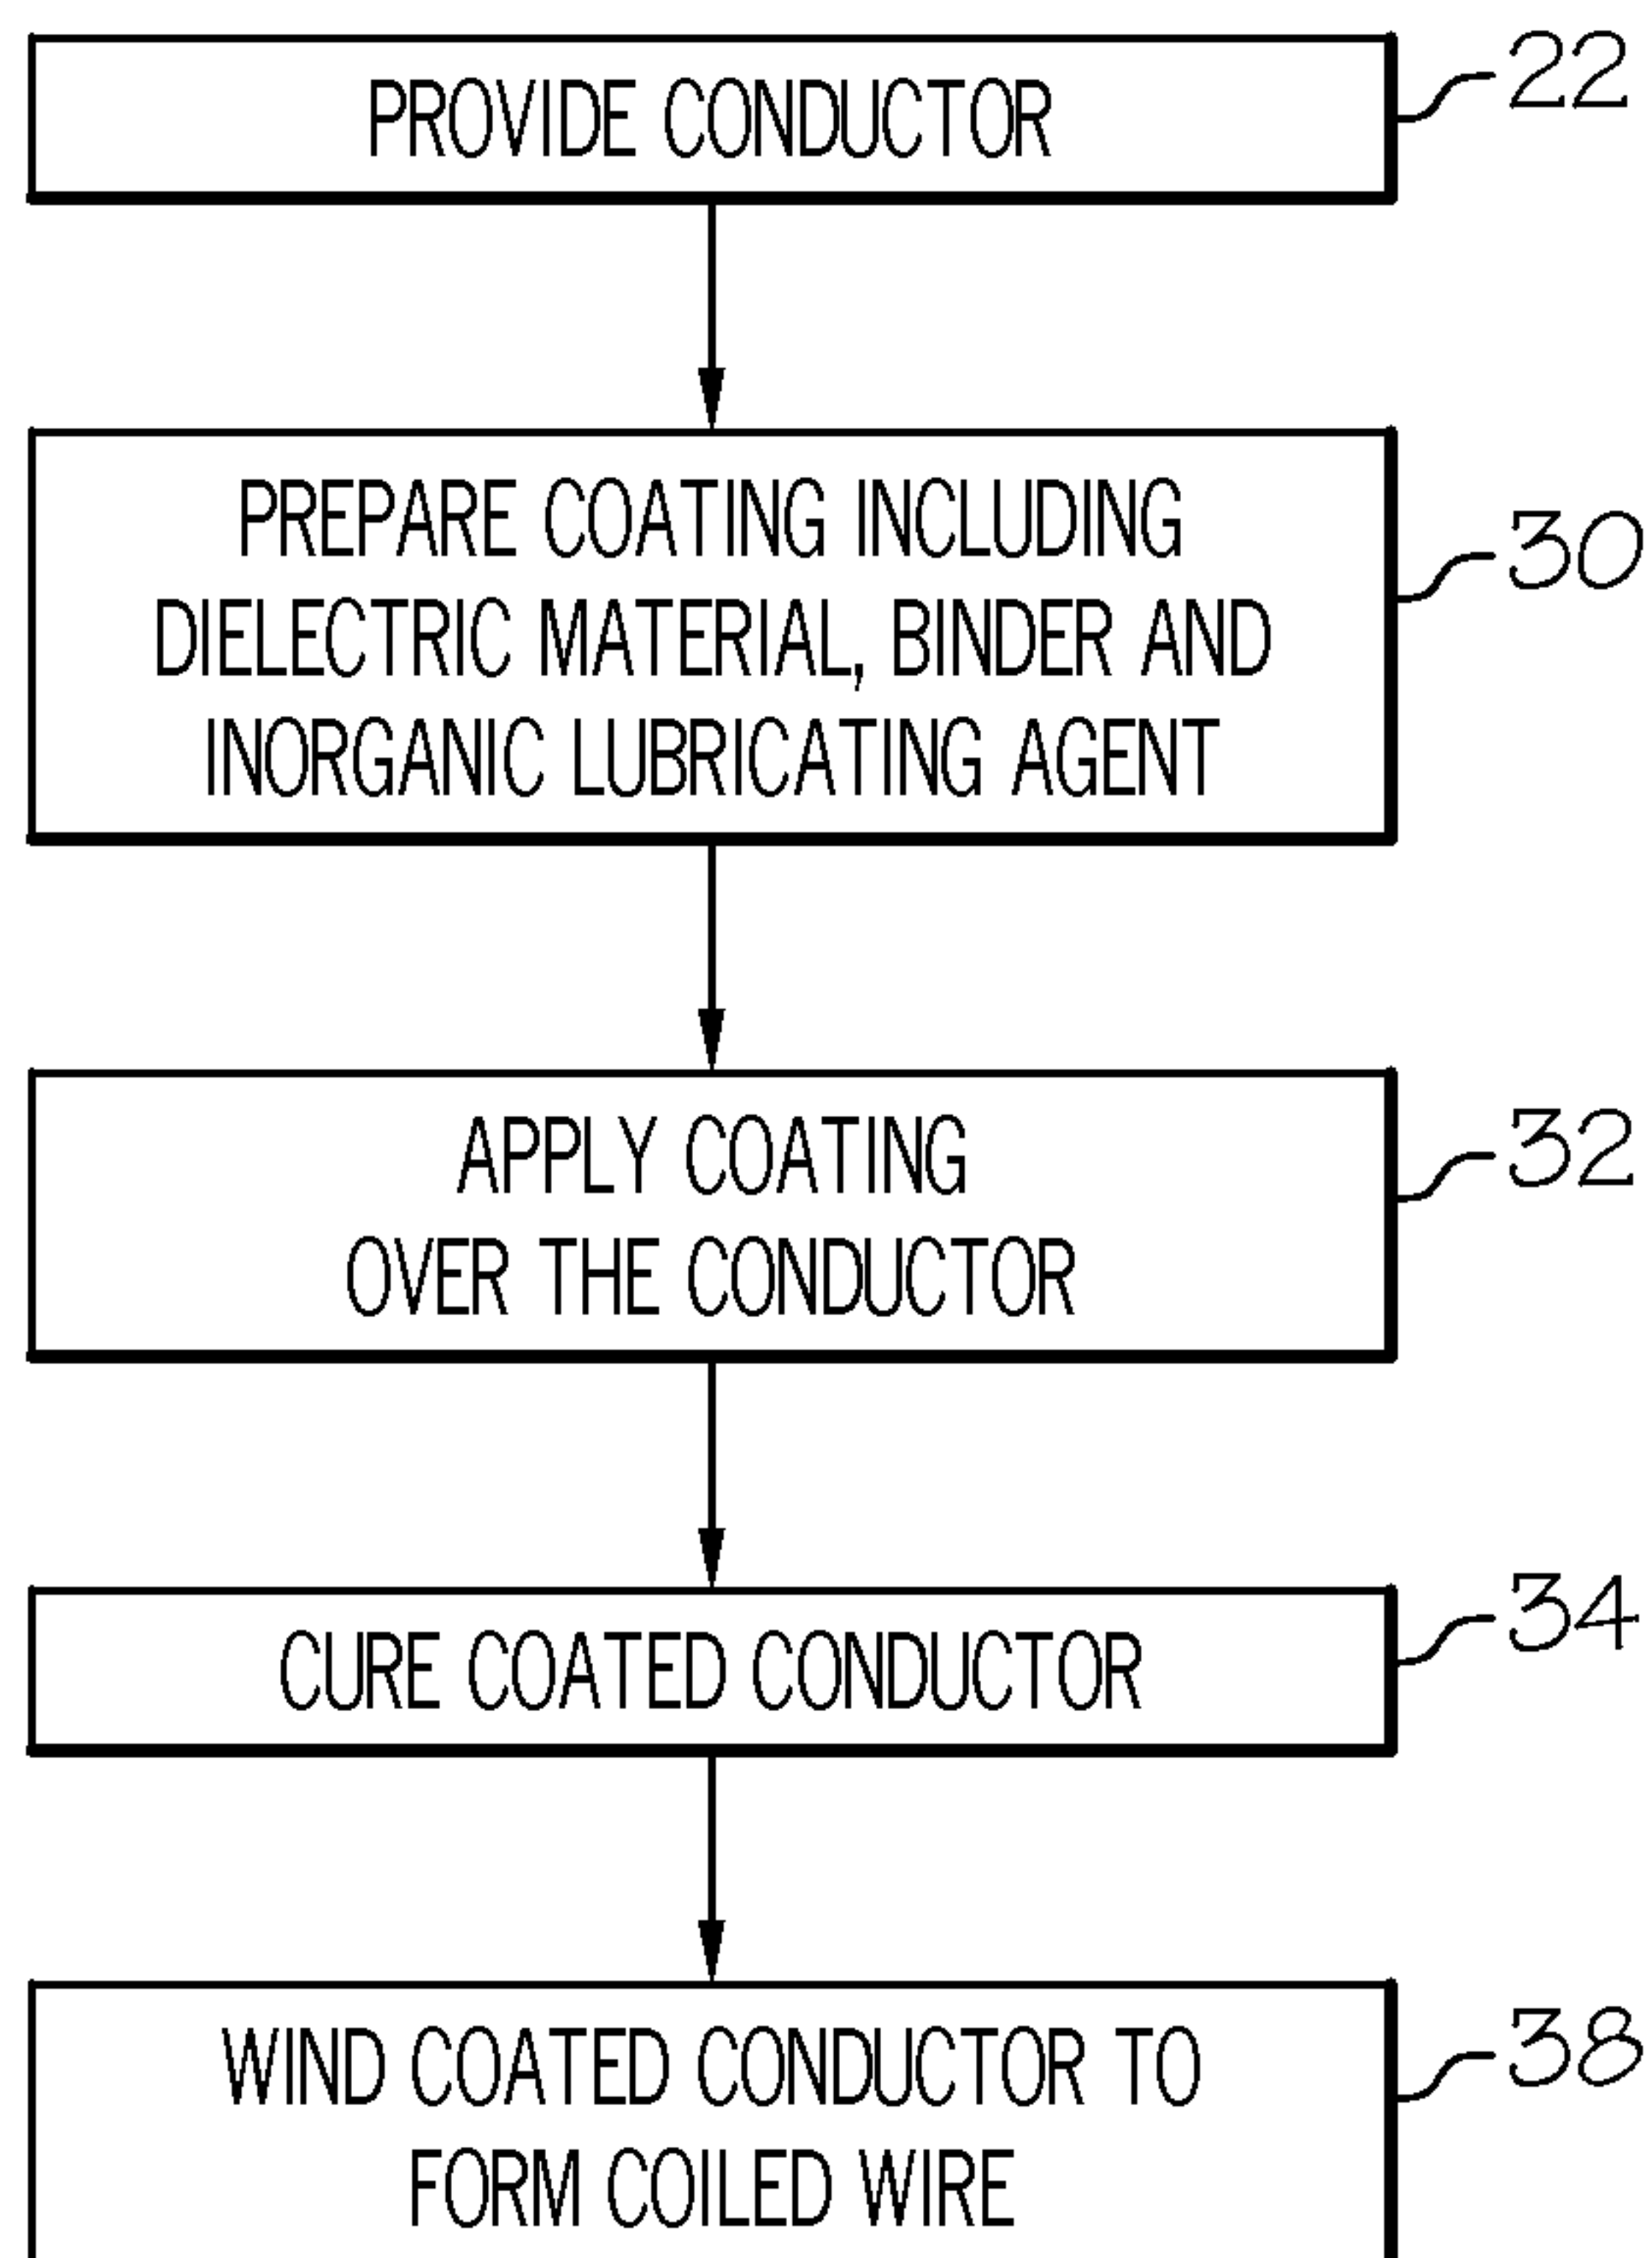 PROVIDE CONDUCTOR
22
PREPARE COATING INCLUDING
DIELECTRIC MATERIAL, BINDER AND
INORGANIC LUBRICATING AGENT
30
APPLY COATING
OVER THE CONDUCTOR
32
CURE COATED CONDUCTOR
34
WIND COATED CONDUCTOR TO
FORM COILED WIRE
38